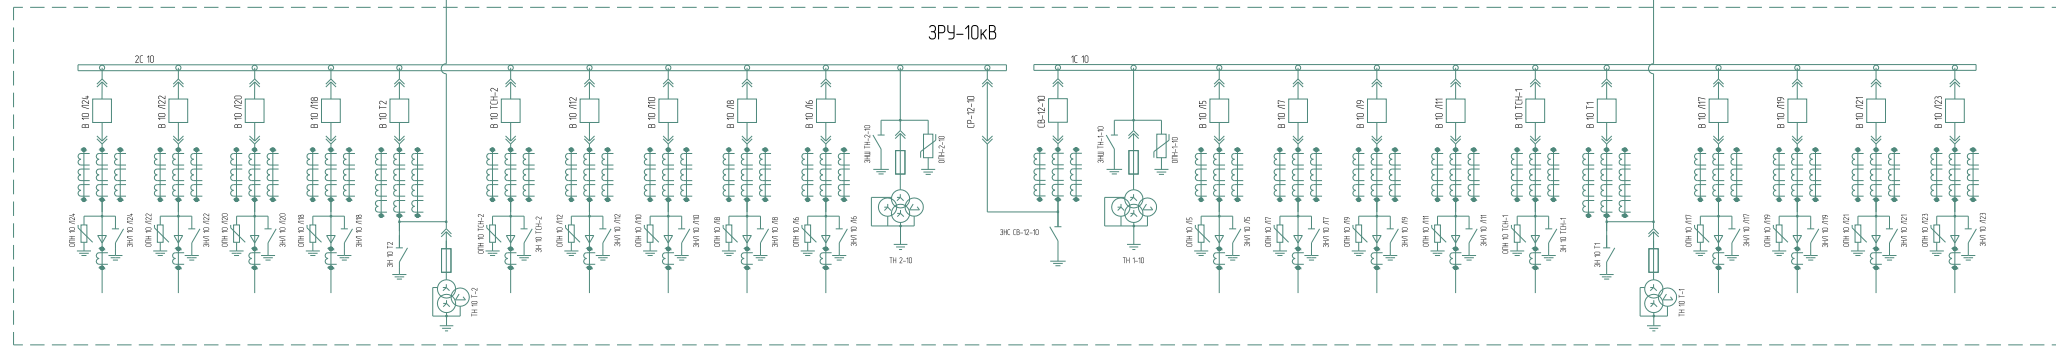 ЗРУ-10кВ
2С 10
1С 10
В 10 Л24
В 10 Л22
В 10 Л20
В 10 Л18
В 10 Т2
В 10 ТСН-2
В 10 Л12
В 10 Л10
В 10 Л8
В 10 Л6
ЗНШ ТН-2-10
ОПН-2-10
СР-12-10
СВ-12-10
ЗНШ ТН-1-10
ОПН-1-10
В 10 Л5
В 10 Л7
В 10 Л9
В 10 Л11
В 10 ТСН-1
В 10 Т1
В 10 Л17
В 10 Л19
В 10 Л21
В 10 Л23
ОПН 10 Л24
ЗНЛ 10 Л24
ОПН 10 Л22
ЗНЛ 10 Л22
ОПН 10 Л20
ЗНЛ 10 Л20
ОПН 10 Л18
ЗНЛ 10 Л18
ЗН 10 Т2
ОПН 10 ТСН-2
ЗН 10 ТСН-2
ОПН 10 Л12
ЗНЛ 10 Л12
ОПН 10 Л10
ЗНЛ 10 Л10
ОПН 10 Л8
ЗНЛ 10 Л8
ОПН 10 Л6
ЗНЛ 10 Л6
ТН 2-10
ЗНС СВ-12-10
ТН 1-10
ОПН 10 Л5
ЗНЛ 10 Л5
ОПН 10 Л7
ЗНЛ 10 Л7
ОПН 10 Л9
ЗНЛ 10 Л9
ОПН 10 Л11
ЗНЛ 10 Л11
ОПН 10 ТСН-1
ЗН 10 ТСН-1
ЗН 10 Т1
ОПН 10 Л17
ЗНЛ 10 Л17
ОПН 10 Л19
ЗНЛ 10 Л19
ОПН 10 Л21
ЗНЛ 10 Л21
ОПН 10 Л23
ЗНЛ 10 Л23
ТН 10 Т-2
ТН 10 Т-1